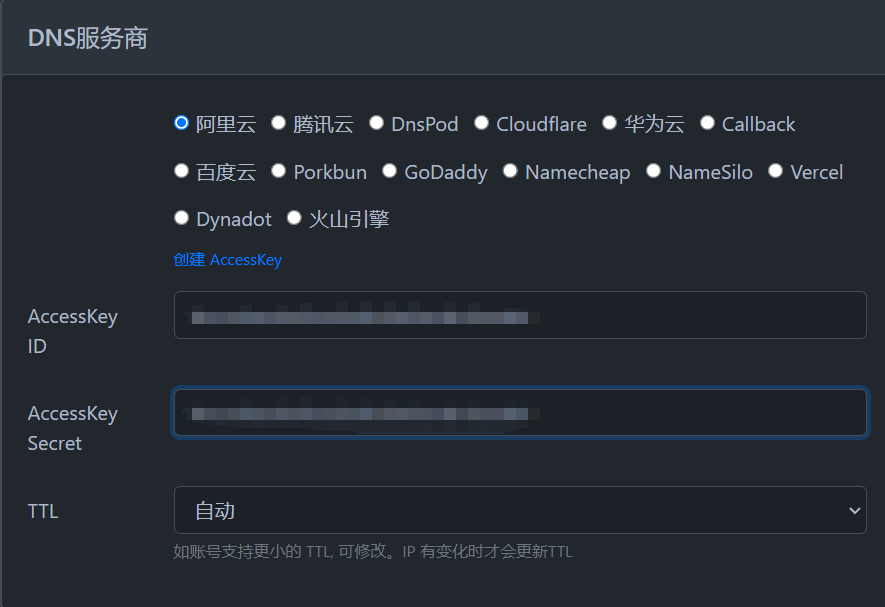 DNS服务商
阿里云 腾讯云 DnsPod Cloudflare 华为云 Callback
百度云 Porkbun GoDaddy Namecheap NameSilo Vercel
Dynadot 火山引擎
创建 AccessKey
AccessKey
ID
AccessKey
Secret
TTL 自动
如账号支持更小的 TTL, 可修改。IP 有变化时才会更新TTL